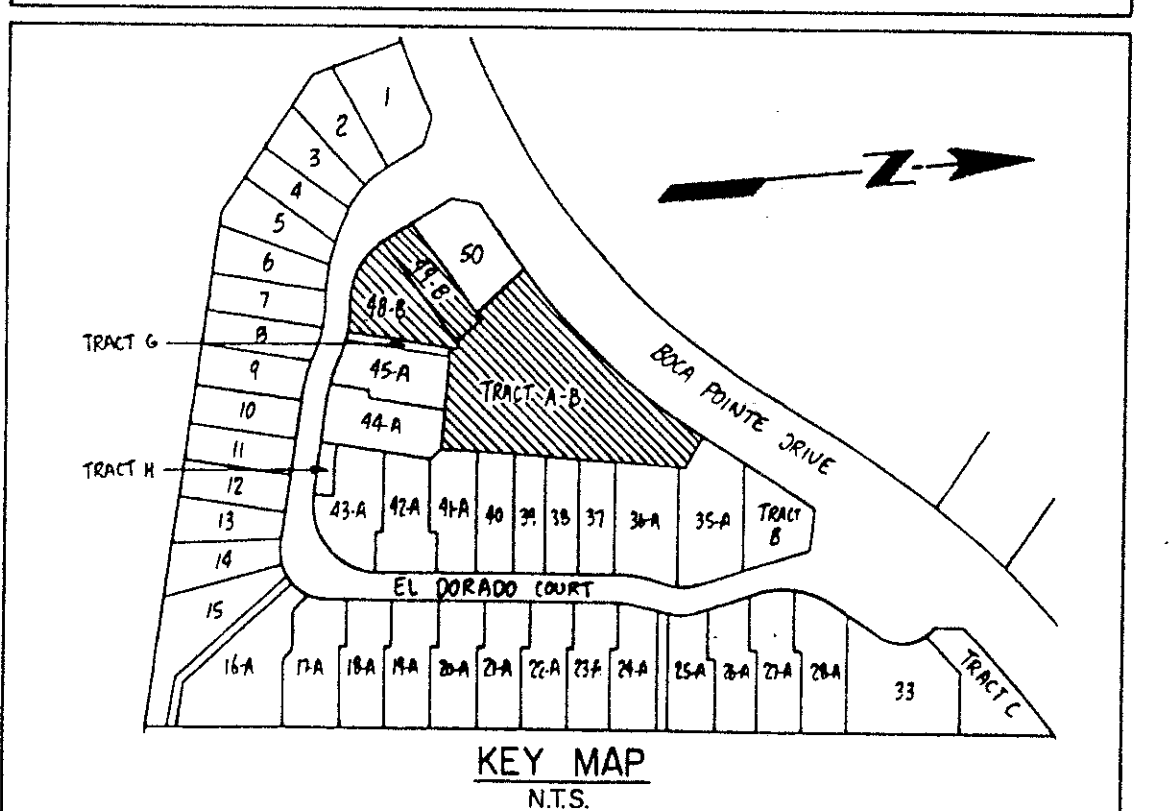 1
2
3
4
5
6
7
8
9
10
11
12
13
14
15
16-A
N
50
49-B
48-B
TRACT G
45-A
44-A
TRACT H
TRACT A-B
BOCA POINTE DRIVE
43-A
42-A
41-A
40
39
38
37
36-A
35-A
TRACT
B
EL DORADO COURT
17-A
18-A
19-A
20-A
21-A
22-A
23-A
24-A
25-A
26-A
27-A
28-A
33
TRACT C
KEY MAP
N.T.S.